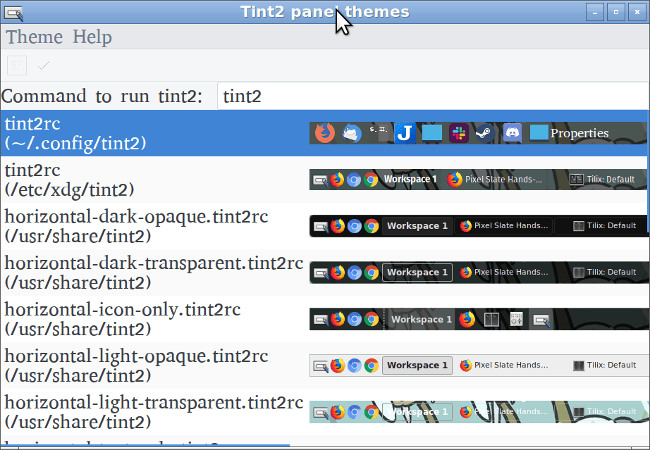 Tint2 panel themes
Theme Help
Command to run tint2: tint2
tint2rc
(~/.config/tint2)
Properties
tint2rc
(/etc/xdg/tint2)
Workspace 1 Pixel Slate Hands-... Tilix: Default
horizontal-dark-opaque.tint2rc
(/usr/share/tint2)
Workspace 1 Pixel Slate Hands... Tilix: Default
horizontal-dark-transparent.tint2rc
(/usr/share/tint2)
Workspace 1 Pixel Slate Hands... Tilix: Default
horizontal-icon-only.tint2rc
(/usr/share/tint2)
Workspace 1
horizontal-light-opaque.tint2rc
(/usr/share/tint2)
Workspace 1 Pixel Slate Hands... Tilix: Default
horizontal-light-transparent.tint2rc
(/usr/share/tint2)
Workspace 1 Pixel Slate Hands... Tilix: Default